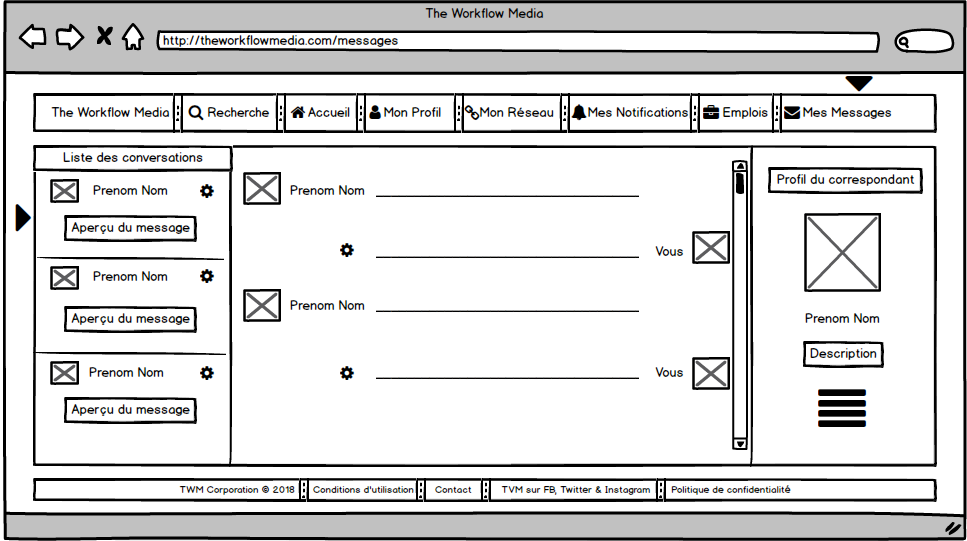 The Workflow Media
http://theworkflowmedia.com/messages
The Workflow Media Recherche Accueil Mon Profil Mon Réseau Mes Notifications Emplois Mes Messages
Liste des conversations
Prenom Nom
Aperçu du message
Prenom Nom
Aperçu du message
Prenom Nom
Aperçu du message
Prenom Nom
Vous
Prenom Nom
Vous
Profil du correspondant
Prenom Nom
Description
TWM Corporation © 2018 Conditions d'utilisation Contact TVM sur FB, Twitter & Instagram Politique de confidentialité